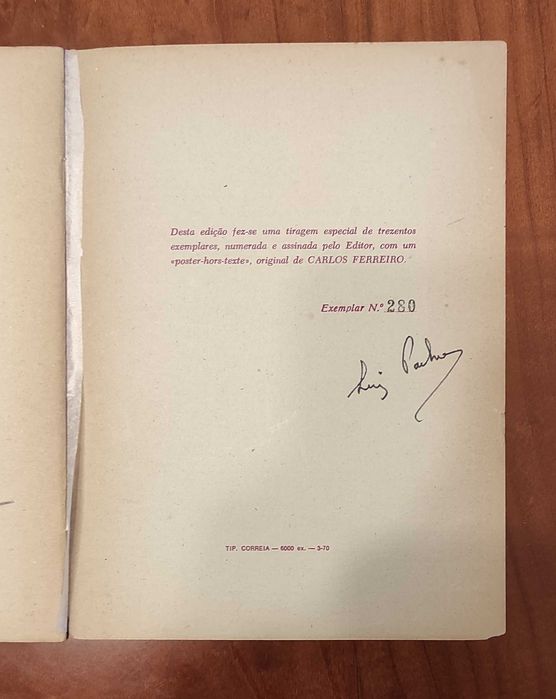 Desta edição fez-se uma tiragem especial de trezentos
exemplares, numerada e assinada pelo Editor, com um
«poster-hors-texte», original de CARLOS FERREIRO.
Exemplar N.º 280
Luiz Pacheco
TIP. CORREIA — 6000 ex. — 3-70